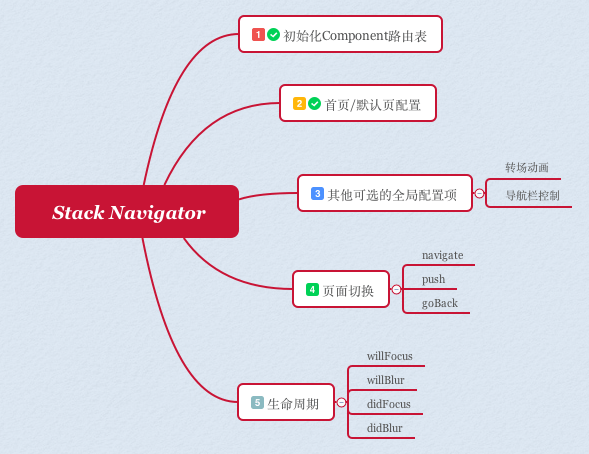 1 初始化Component路由表
2 首页/默认页配置
Stack Navigator
3 其他可选的全局配置项
转场动画
导航栏控制
4 页面切换
navigate
push
goBack
5 生命周期
willFocus
willBlur
didFocus
didBlur